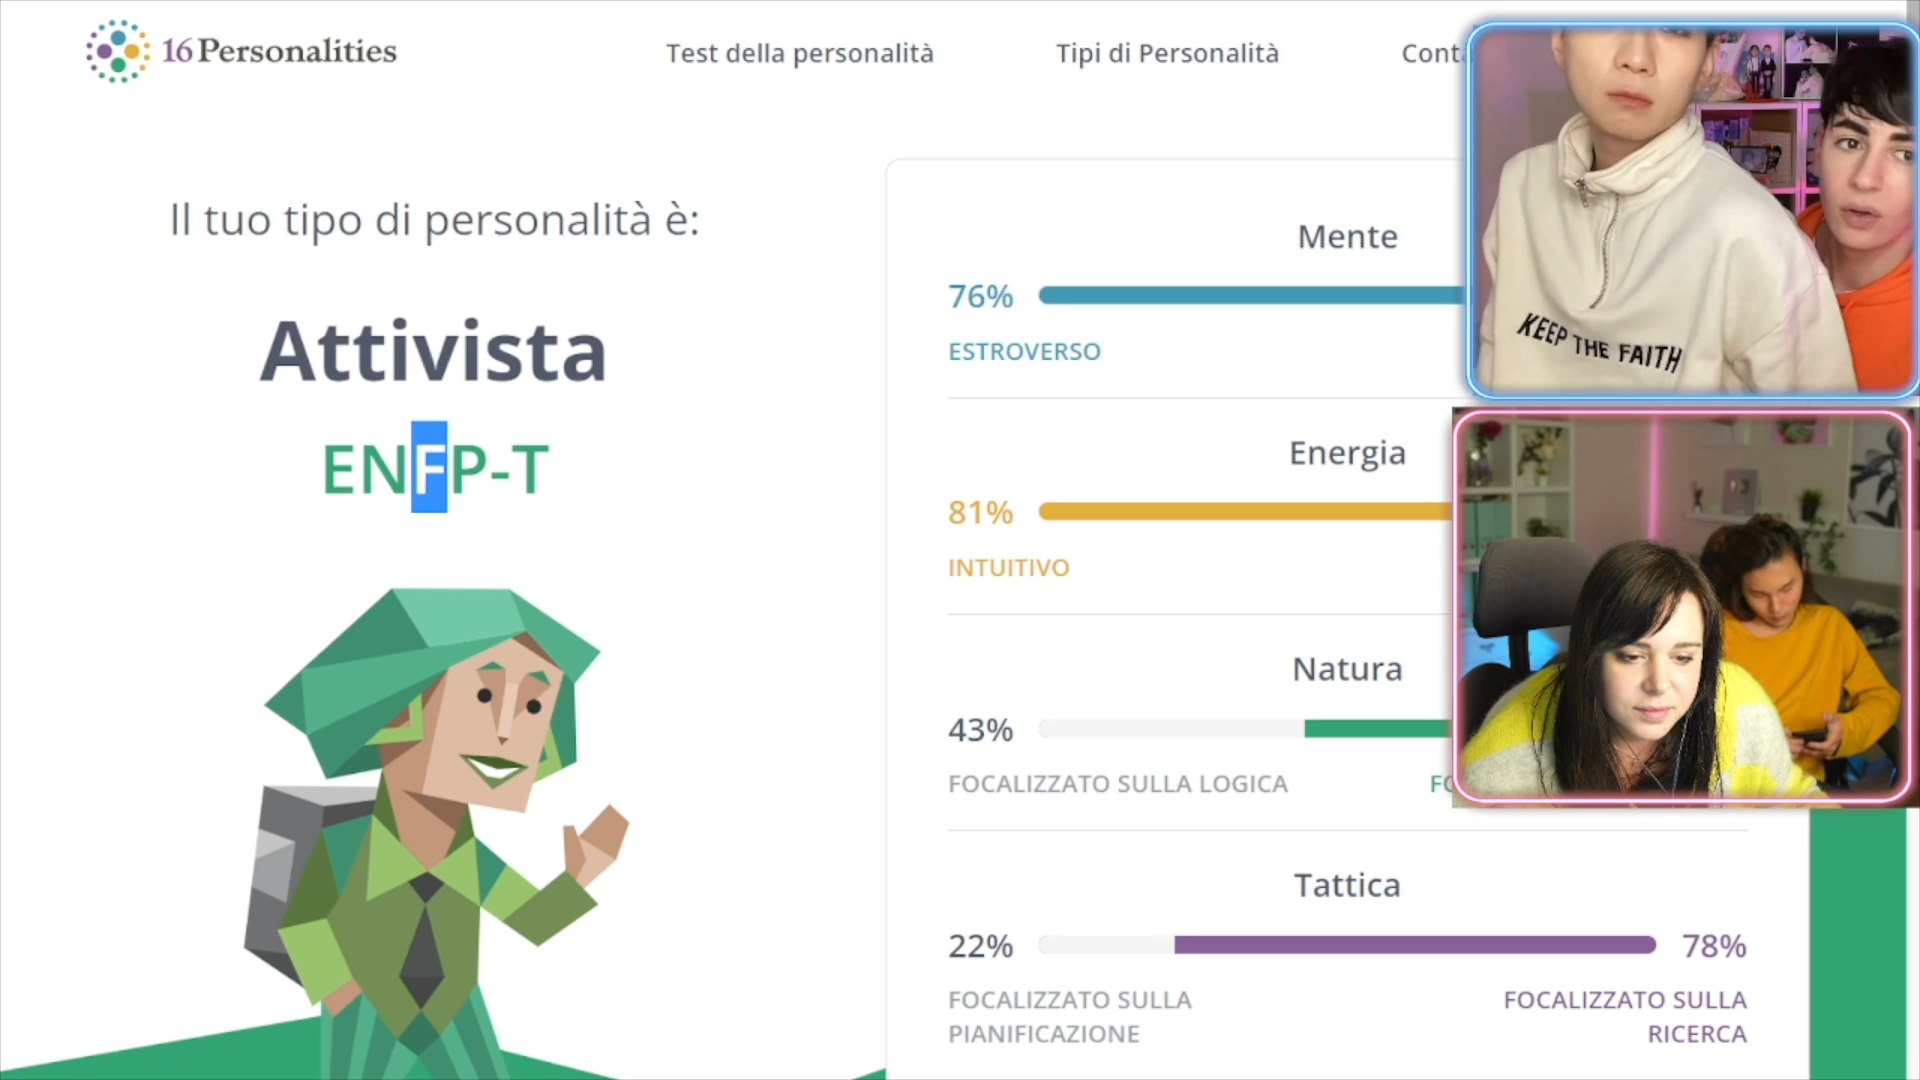 16Personalities
Test della personalità
Tipi di Personalità
Il tuo tipo di personalità è:
Attivista
ENFP-T
Mente
76%
ESTROVERSO
Energia
81%
INTUITIVO
Natura
43%
FOCALIZZATO SULLA LOGICA
Tattica
22%
78%
FOCALIZZATO SULLA
PIANIFICAZIONE
FOCALIZZATO SULLA
RICERCA
KEEP THE FAITH